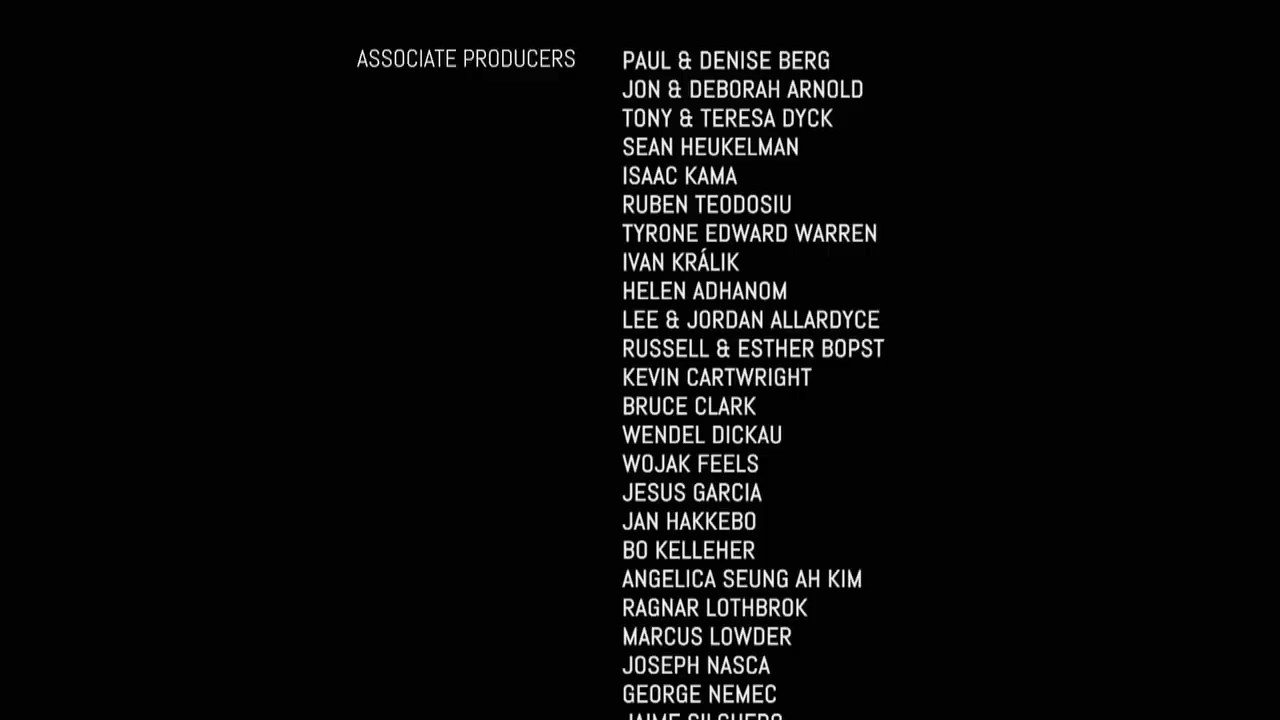 ASSOCIATE PRODUCERS
PAUL & DENISE BERG
JON & DEBORAH ARNOLD
TONY & TERESA DYCK
SEAN HEUKELMAN
ISAAC KAMA
RUBEN TEODOSIU
TYRONE EDWARD WARREN
IVAN KRÁLIK
HELEN ADHANOM
LEE & JORDAN ALLARDYCE
RUSSELL & ESTHER BOPST
KEVIN CARTWRIGHT
BRUCE CLARK
WENDEL DICKAU
WOJAK FEELS
JESUS GARCIA
JAN HAKKEBO
BO KELLEHER
ANGELICA SEUNG AH KIM
RAGNAR LOTHBROK
MARCUS LOWDER
JOSEPH NASCA
GEORGE NEMEC
JAIME